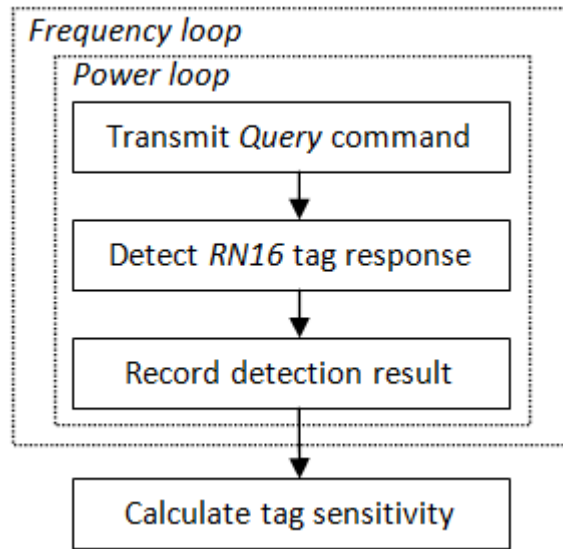 Frequency loop
Power loop
Transmit Query command
Detect RN16 tag response
Record detection result
Calculate tag sensitivity